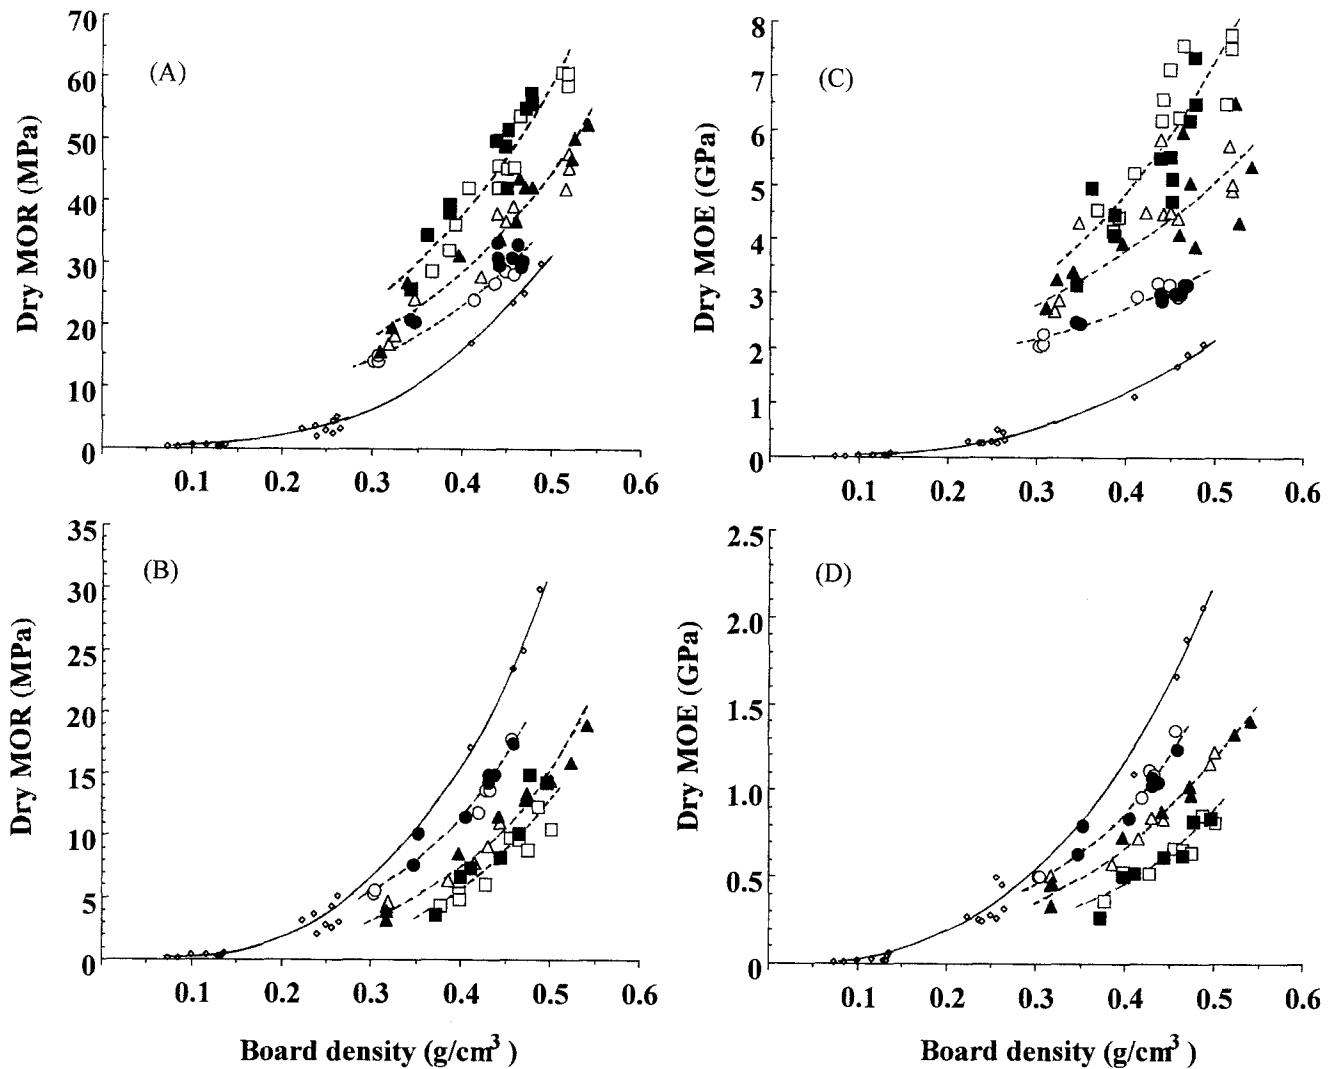 (A)
Dry MOR (MPa)
70
60
50
40
30
20
10
0
0.1 0.2 0.3 0.4 0.5 0.6
(C)
Dry MOE (GPa)
8
7
6
5
4
3
2
1
0
0.1 0.2 0.3 0.4 0.5 0.6
(B)
Dry MOR (MPa)
35
30
25
20
15
10
5
0
0.1 0.2 0.3 0.4 0.5 0.6
Board density (g/cm³ )
(D)
Dry MOE (GPa)
2.5
2.0
1.5
1.0
0.5
0
0.1 0.2 0.3 0.4 0.5 0.6
Board density (g/cm³ )